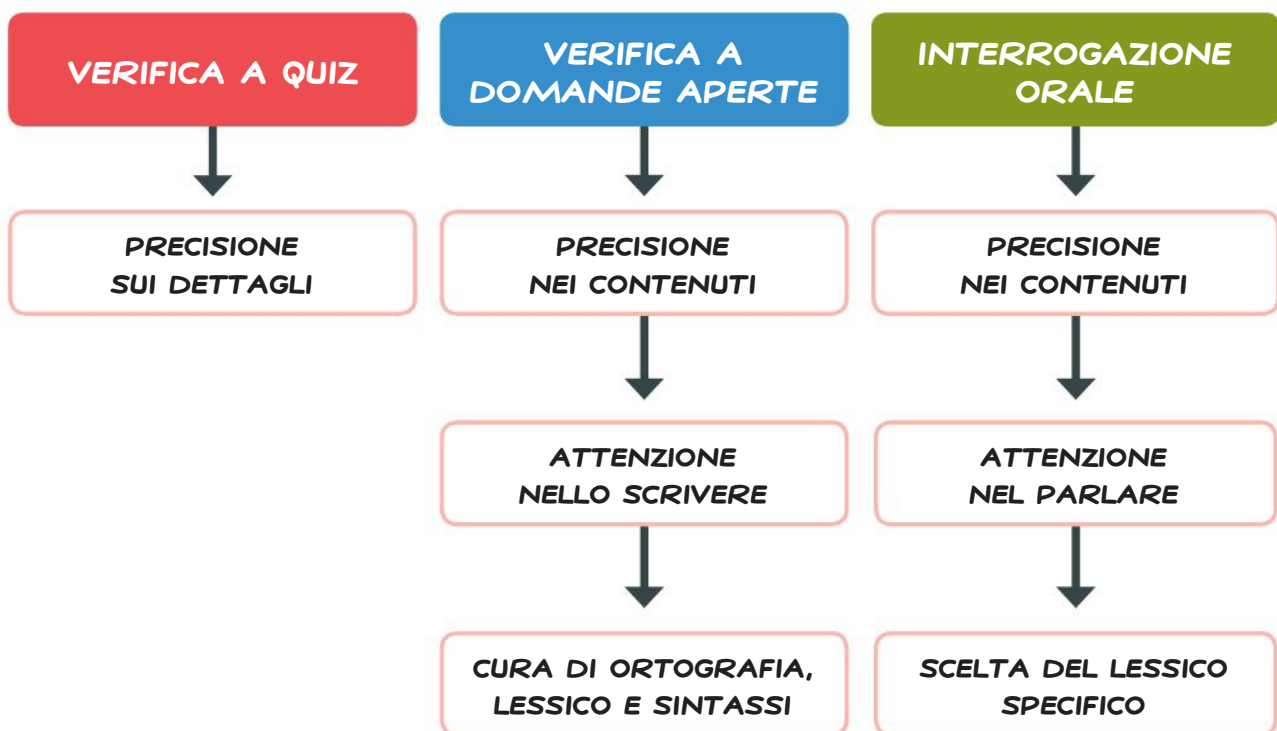 VERIFICA A QUIZ
PRECISIONE
SUI DETTAGLI
VERIFICA A
DOMANDE APERTE
PRECISIONE
NEI CONTENUTI
ATTENZIONE
NELLO SCRIVERE
CURA DI ORTOGRAFIA,
LESSICO E SINTASSI
INTERROGAZIONE
ORALE
PRECISIONE
NEI CONTENUTI
ATTENZIONE
NEL PARLARE
SCELTA DEL LESSICO
SPECIFICO